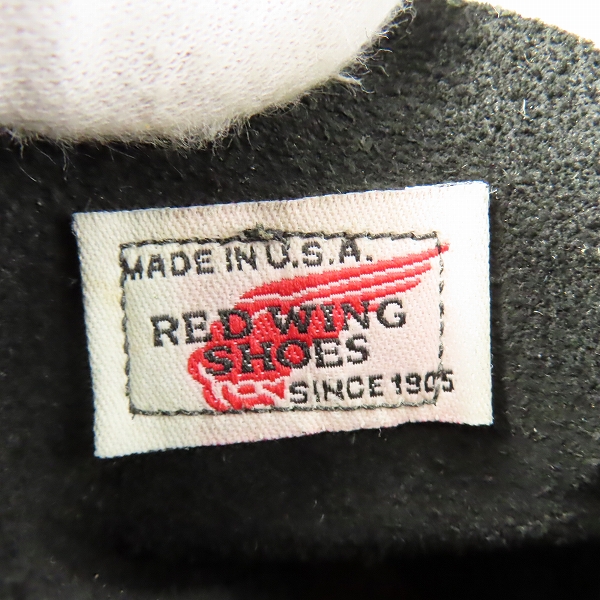 MADE IN U.S.A.
RED WING
SHOES
SINCE 1905